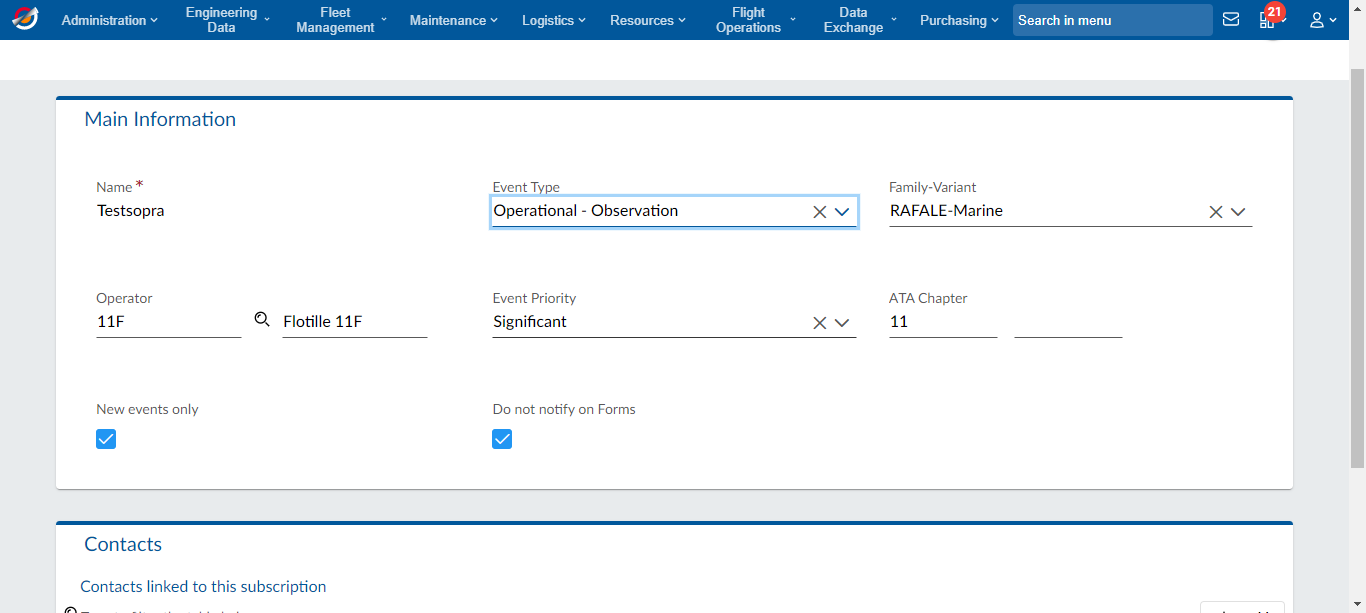 Administration
Engineering Data
Fleet Management
Maintenance
Logistics
Resources
Flight Operations
Data Exchange
Purchasing
Search in menu
21
Main Information
Name *
Testsopra
Event Type
Operational - Observation
Family-Variant
RAFALE-Marine
Operator
11F
Flotille 11F
Event Priority
Significant
ATA Chapter
11
New events only
Do not notify on Forms
Contacts
Contacts linked to this subscription